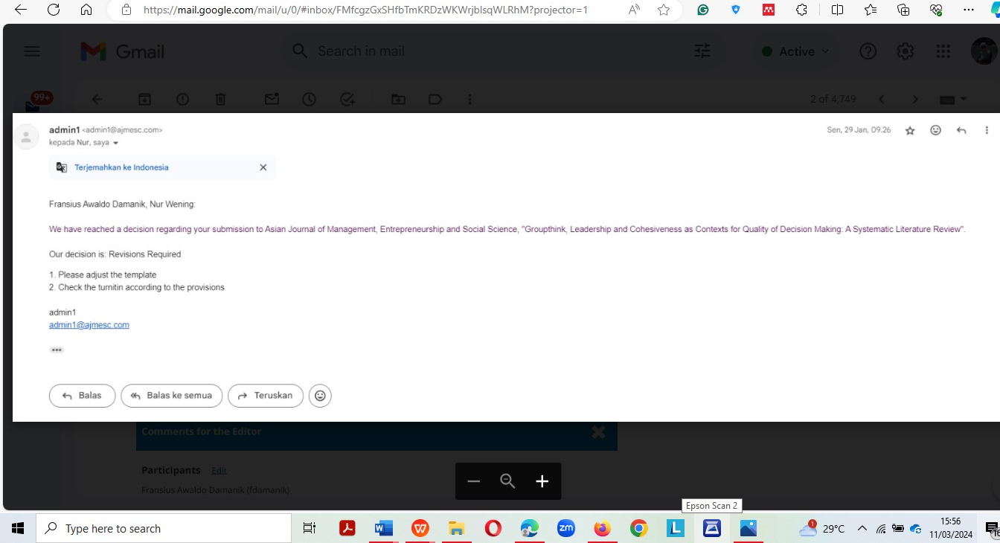 https://mail.google.com/mail/u/0/#inbox/FMfcgzGxSHfbTmKRDzWKWrjblsqWLRhM?projector=1
Gmail
Search in mail
Active
99+
2 of 4,749
admin1 <admin1@ajmesc.com>
Sen, 29 Jan, 09.26
kepada Nur, saya
Terjemahkan ke Indonesia
Fransius Awaldo Damanik, Nur Wening:
We have reached a decision regarding your submission to Asian Journal of Management, Entrepreneurship and Social Science, "Groupthink, Leadership and Cohesiveness as Contexts for Quality of Decision Making: A Systematic Literature Review".
Our decision is: Revisions Required
1. Please adjust the template
2. Check the turnitin according to the provisions
admin1
admin1@ajmesc.com
Balas
Balas ke semua
Teruskan
Comments for the Editor
Participants Edit
Fransius Awaldo Damanik (fdamanik)
Epson Scan 2
Type here to search
zm
L
1
29°C
15:56
11/03/2024